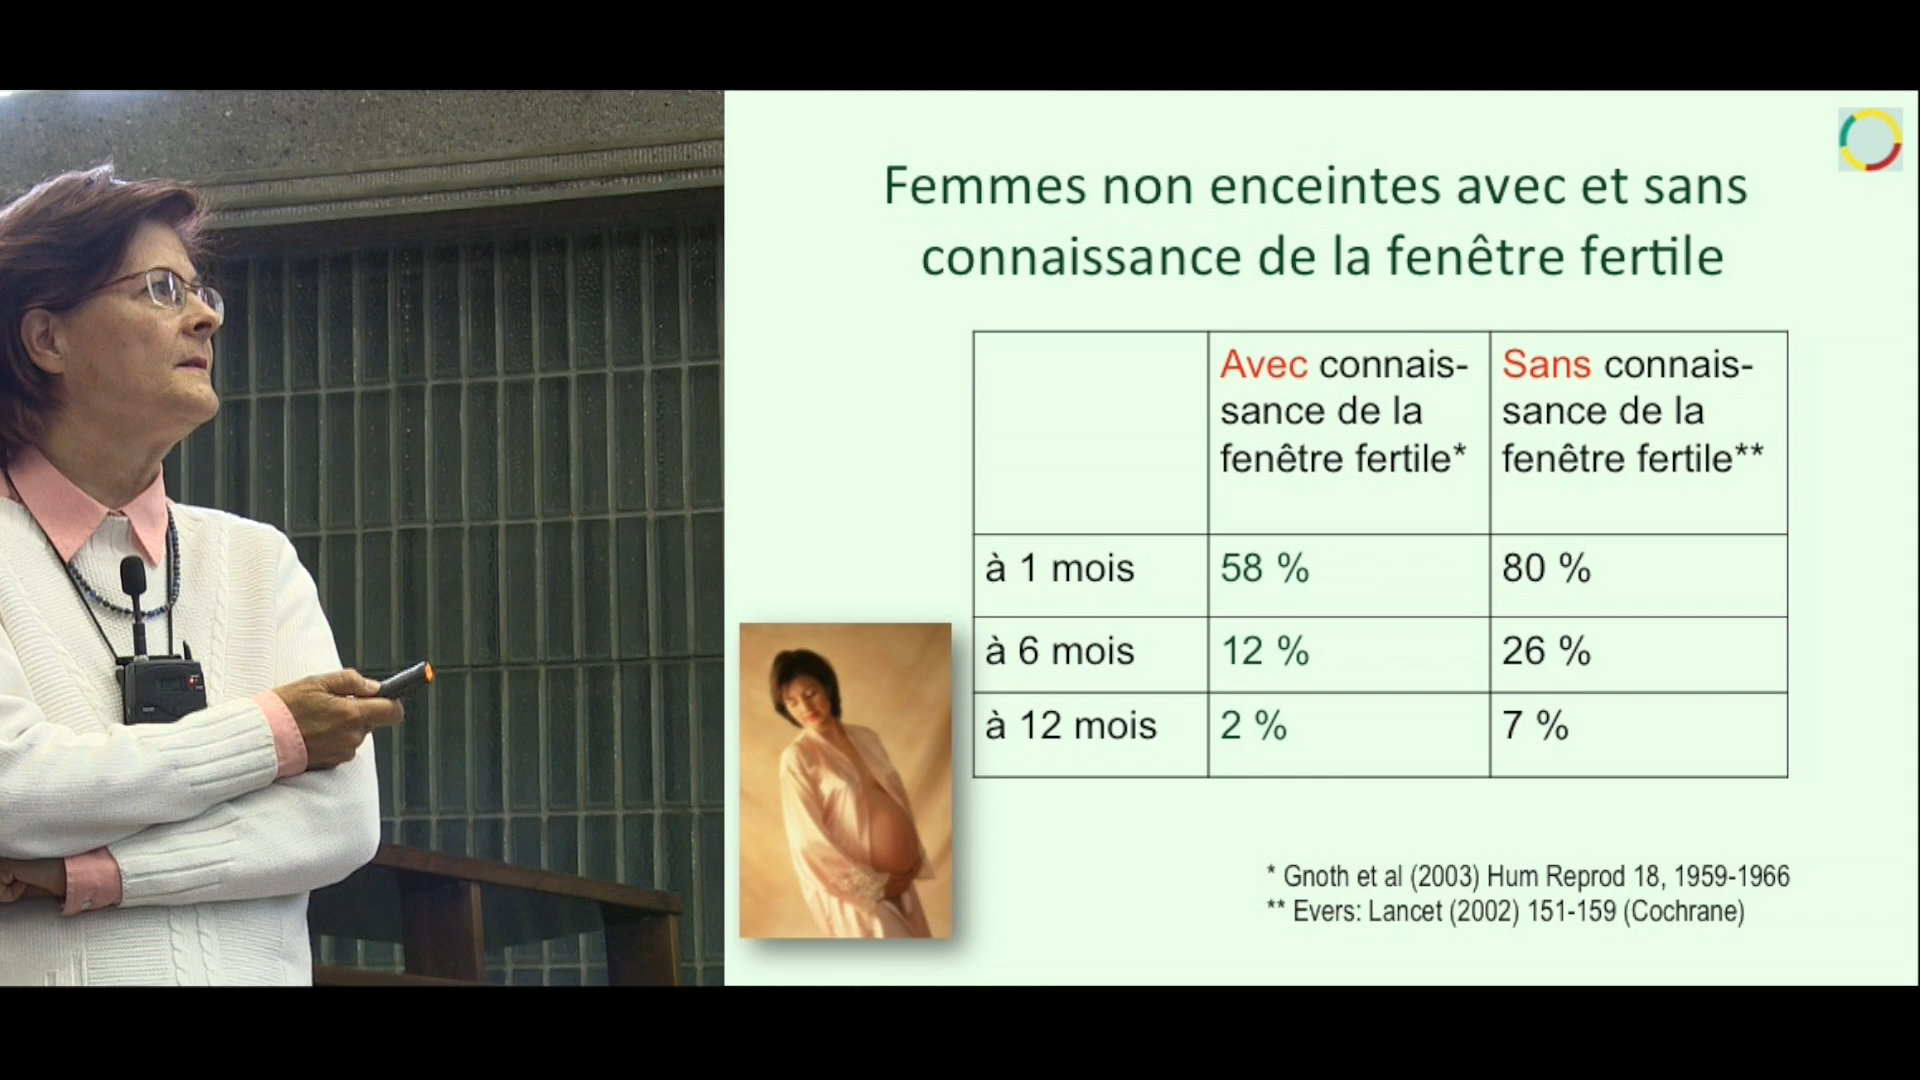 Femmes non enceintes avec et sans
connaissance de la fenêtre fertile
Avec connais-
sance de la
fenêtre fertile*
Sans connais-
sance de la
fenêtre fertile**
à 1 mois 58 % 80 %
à 6 mois 12 % 26 %
à 12 mois 2 % 7 %
* Gnoth et al (2003) Hum Reprod 18, 1959-1966
** Evers: Lancet (2002) 151-159 (Cochrane)